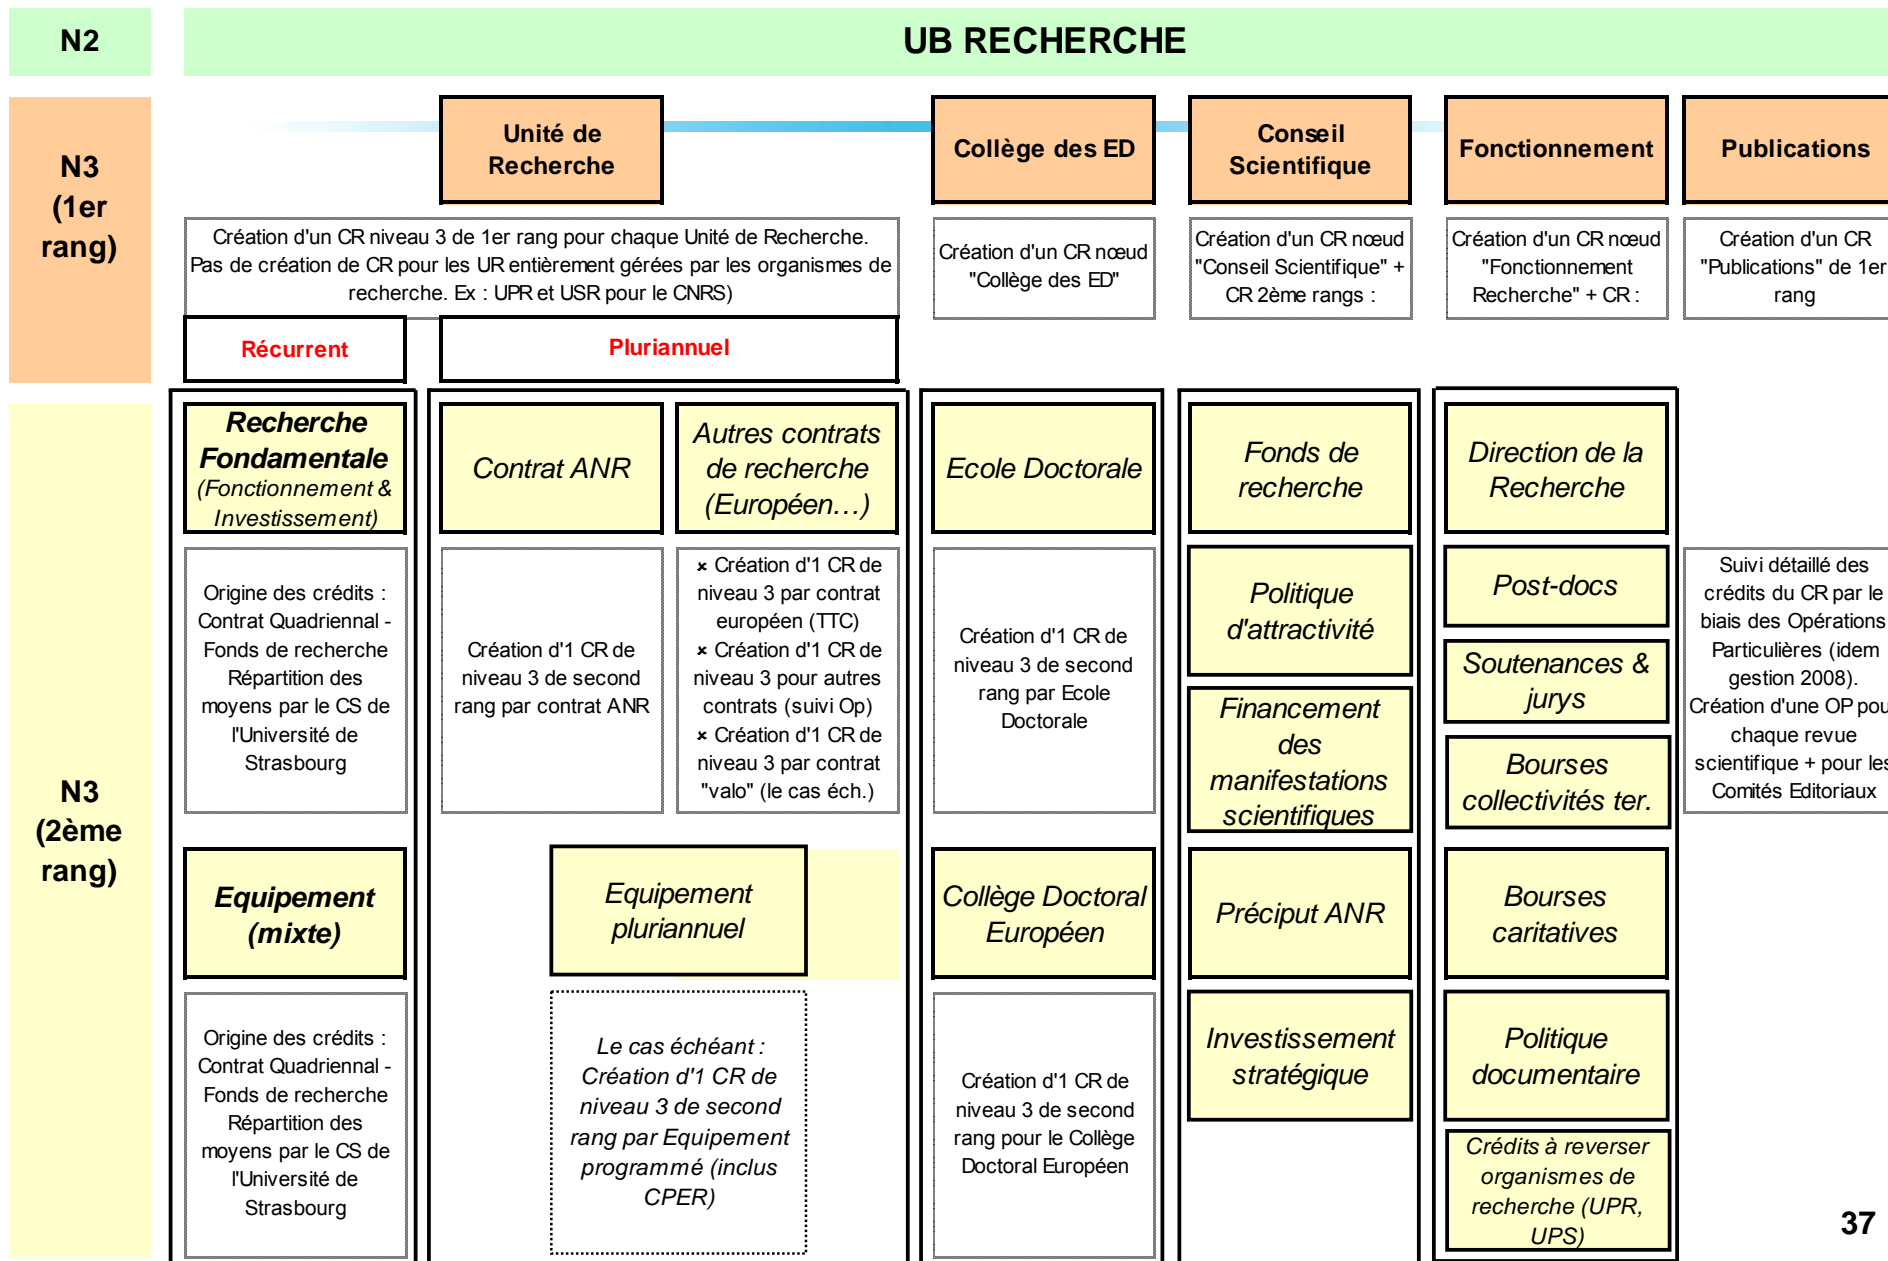 N2
UB RECHERCHE
N3
(1er
rang)
Unité de
Recherche
Collège des ED
Conseil
Scientifique
Fonctionnement
Publications
Création d'un CR niveau 3 de 1er rang pour chaque Unité de Recherche.
Pas de création de CR pour les UR entièrement gérées par les organismes de
recherche. Ex : UPR et USR pour le CNRS)
Création d'un CR nœud
"Collège des ED"
Création d'un CR nœud
"Conseil Scientifique" +
CR 2ème rangs :
Création d'un CR nœud
"Fonctionnement
Recherche" + CR :
Création d'un CR
"Publications" de 1er
rang
Récurrent
Pluriannuel
N3
(2ème
rang)
Recherche
Fondamentale
(Fonctionnement &
Investissement)
Contrat ANR
Autres contrats
de recherche
(Européen…)
Ecole Doctorale
Fonds de
recherche
Direction de la
Recherche
Origine des crédits :
Contrat Quadriennal -
Fonds de recherche
Répartition des
moyens par le CS de
l'Université de
Strasbourg
Création d'1 CR de
niveau 3 de second
rang par contrat ANR
× Création d'1 CR de
niveau 3 par contrat
européen (TTC)
× Création d'1 CR de
niveau 3 pour autres
contrats (suivi Op)
× Création d'1 CR de
niveau 3 par contrat
"valo" (le cas éch.)
Création d'1 CR de
niveau 3 de second
rang par Ecole
Doctorale
Politique
d'attractivité
Financement
des
manifestations
scientifiques
Post-docs
Soutenances &
jurys
Bourses
collectivités ter.
Suivi détaillé des
crédits du CR par le
biais des Opérations
Particulières (idem
gestion 2008).
Création d'une OP pou
chaque revue
scientifique + pour les
Comités Editoriaux
Equipement
(mixte)
Equipement
pluriannuel
Collège Doctoral
Européen
Préciput ANR
Bourses
caritatives
Origine des crédits :
Contrat Quadriennal -
Fonds de recherche
Répartition des
moyens par le CS de
l'Université de
Strasbourg
Le cas échéant :
Création d'1 CR de
niveau 3 de second
rang par Equipement
programmé (inclus
CPER)
Création d'1 CR de
niveau 3 de second
rang pour le Collège
Doctoral Européen
Investissement
stratégique
Politique
documentaire
Crédits à reverser
organismes de
recherche (UPR,
UPS)
37